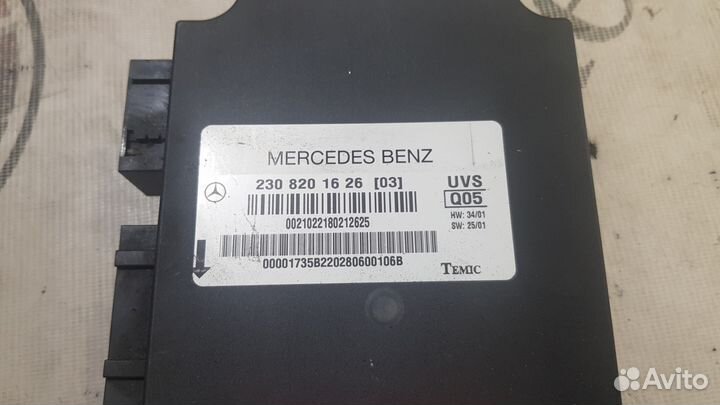 MERCEDES BENZ
230 820 16 26 [03]
UVS
Q05
HW: 34/01
SW: 25/01
0021022180212625
00001735B220280600106B
TEMIC
Avito